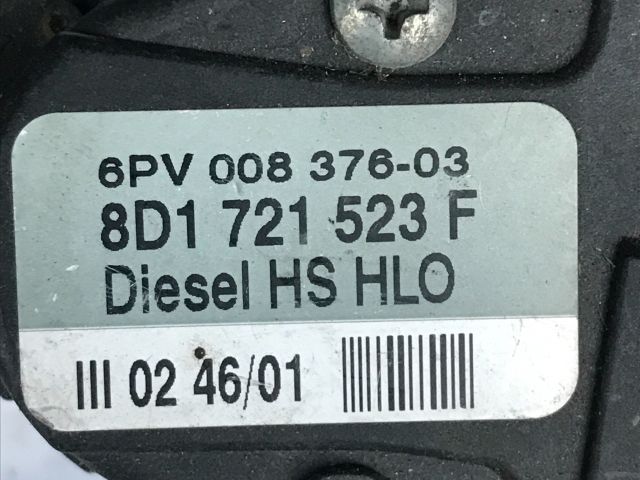 6PV 008 376-03
8D1 721 523 F
Diesel HS HLO
III 02 46/01